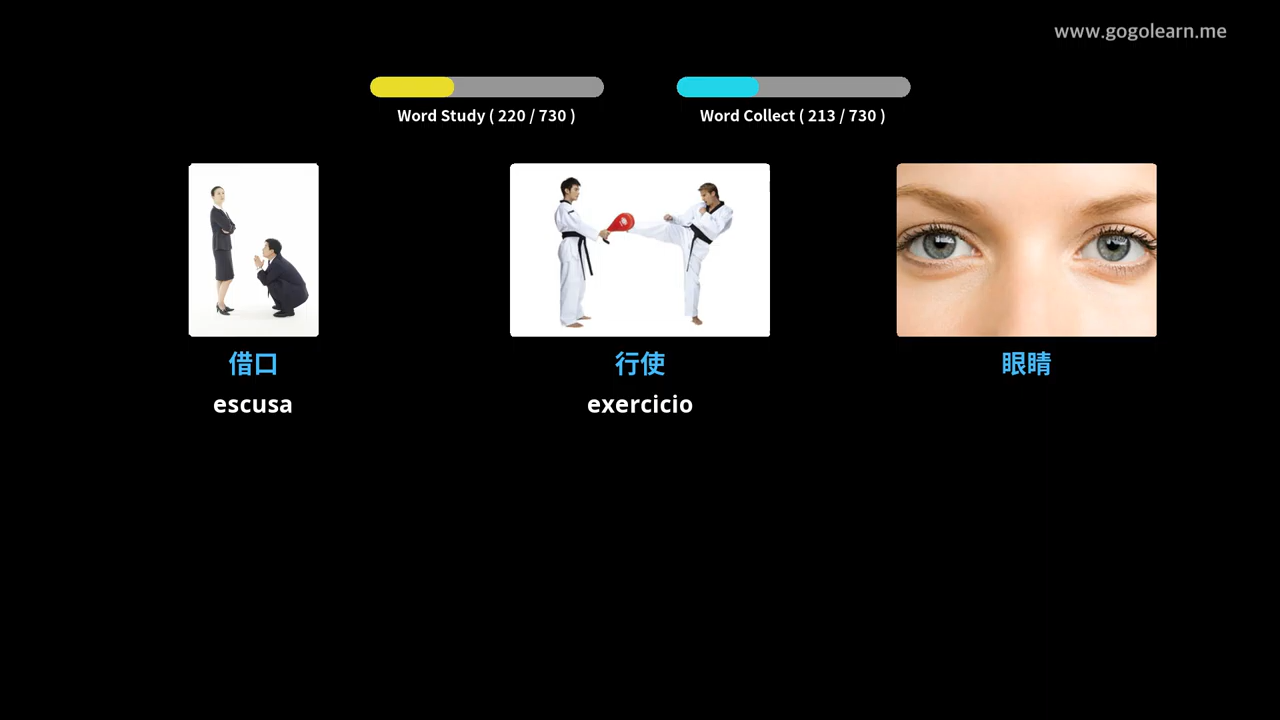 www.gogolearn.me
Word Study ( 220 / 730 )
Word Collect ( 213 / 730 )
借口
escusa
行使
exercicio
眼睛